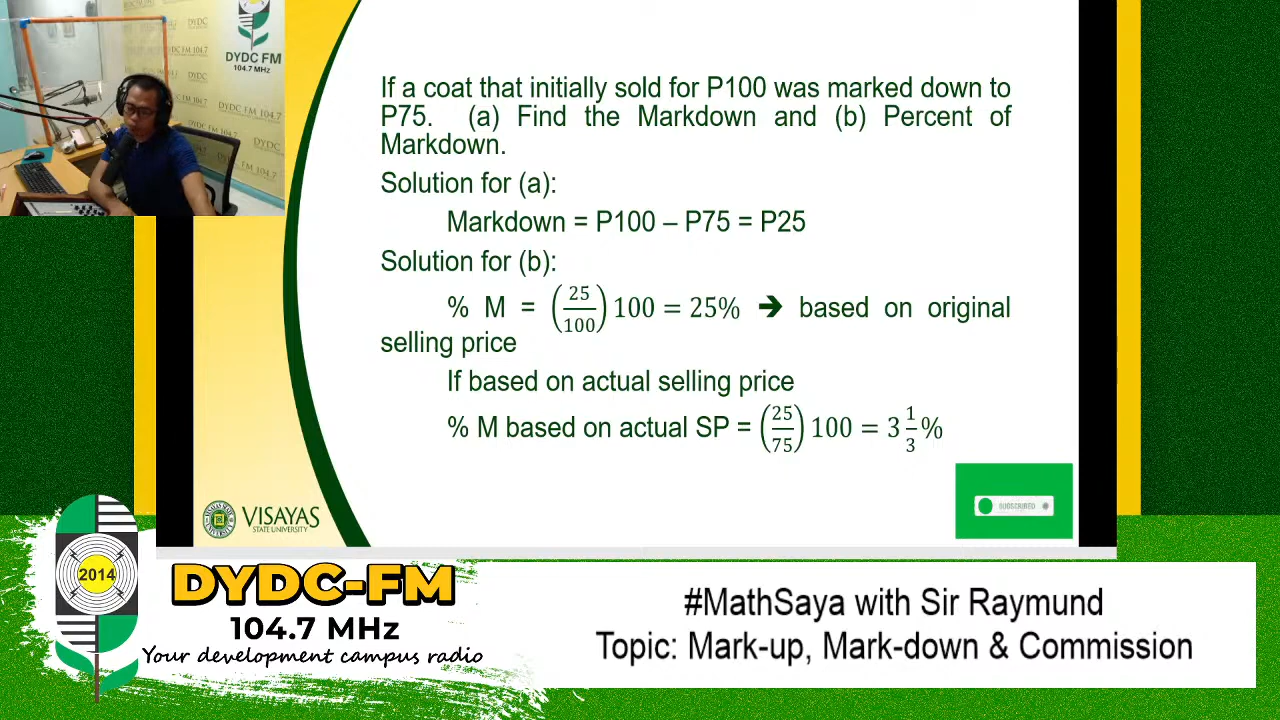 DYDC FM
104.7 MHz
If a coat that initially sold for P100 was marked down to
P75. (a) Find the Markdown and (b) Percent of
Markdown.
Solution for (a):
Markdown = P100 – P75 = P25
Solution for (b):
% M = (25/100) 100 = 25% ➔ based on original
selling price
If based on actual selling price
% M based on actual SP = (25/75) 100 = 3 1/3 %
SUBSCRIBED
VISAYAS
STATE UNIVERSITY
2014
DYDC-FM
104.7 MHz
Your development campus radio
#MathSaya with Sir Raymund
Topic: Mark-up, Mark-down & Commission